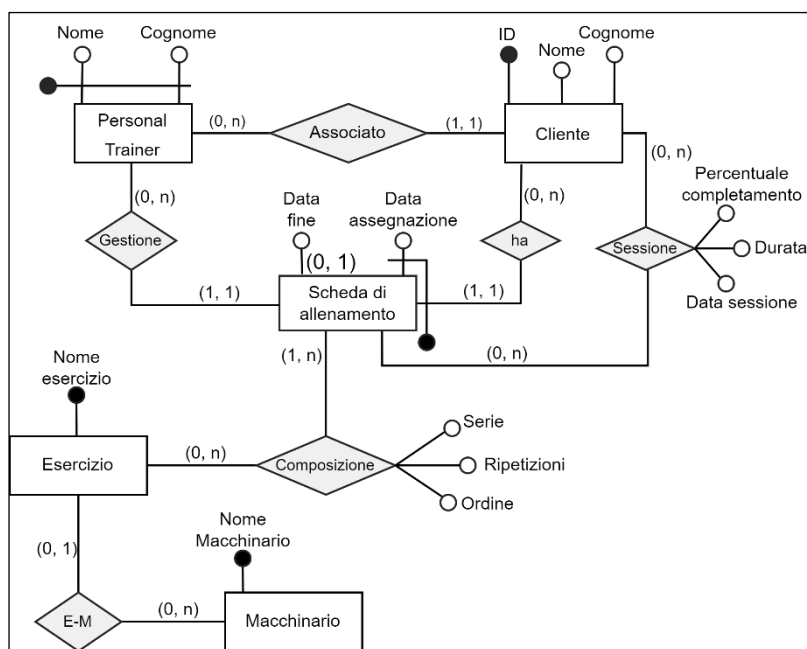 Nome
Cognome
ID
Nome
Cognome
Personal
Trainer
(0, n)
Associato
(1, 1)
Cliente
(0, n)
(0, n)
(0, n)
Percentuale
completamento
Gestione
Data
fine
Data
assegnazione
ha
Sessione
Durata
(0, 1)
Scheda di
allenamento
(1, 1)
(1, 1)
Data sessione
(1, n)
(0, n)
Nome
esercizio
Serie
Esercizio
(0, n)
Composizione
Ripetizioni
Ordine
Nome
Macchinario
(0, 1)
E-M
(0, n)
Macchinario